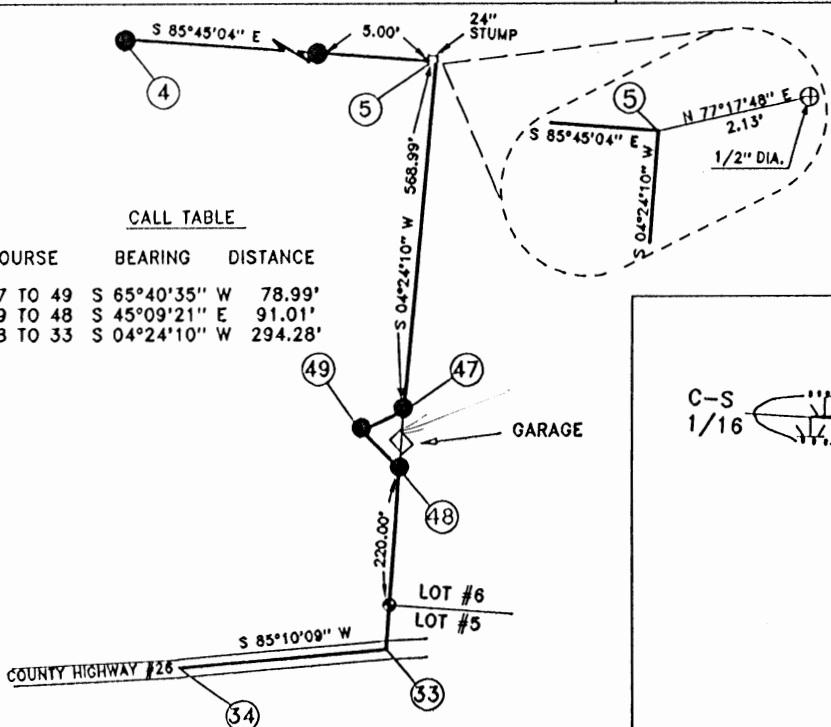 S 85°45'04" E
5.00'
24"
STUMP
4
5
568.99'
S 04°24'10" W
5
N 77°17'48" E
2.13'
S 85°45'04" E
1/2" DIA.
S 04°24'10" W
CALL TABLE
OURSE BEARING DISTANCE
7 TO 49 S 65°40'35" W 78.99'
9 TO 48 S 45°09'21" E 91.01'
8 TO 33 S 04°24'10" W 294.28'
49
47
C-S
1/16
GARAGE
48
220.00'
LOT #6
LOT #5
S 85°10'09" W
COUNTY HIGHWAY #26
33
34